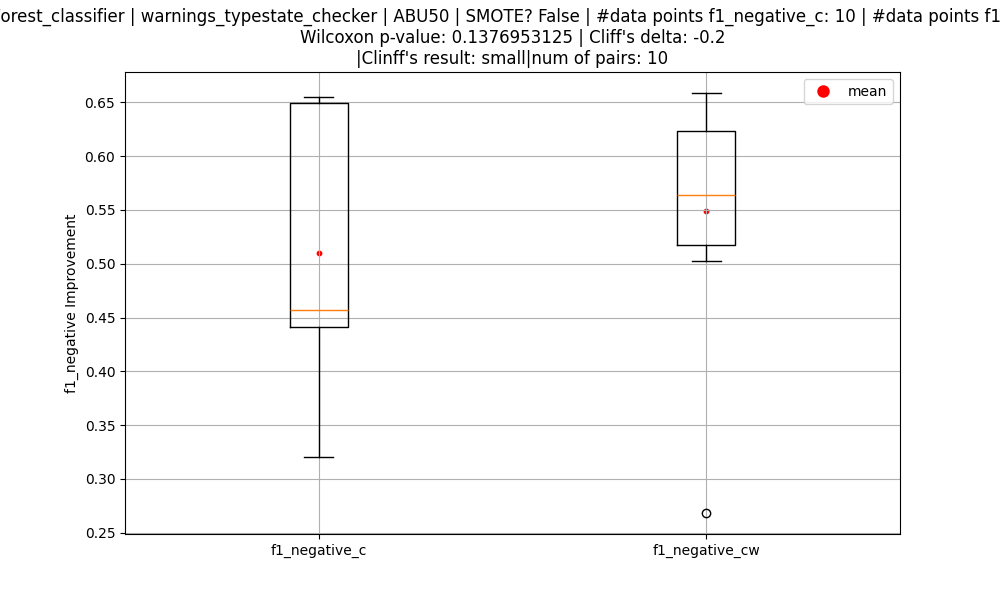 orest_classifier | warnings_typestate_checker | ABU50 | SMOTE? False | #data points f1_negative_c: 10 | #data points f1
Wilcoxon p-value: 0.1376953125 | Cliff's delta: -0.2
|Clinff's result: small|num of pairs: 10
mean
0.65
0.60
0.55
0.50
0.45
0.40
0.35
0.30
0.25
f1_negative Improvement
f1_negative_c
f1_negative_cw